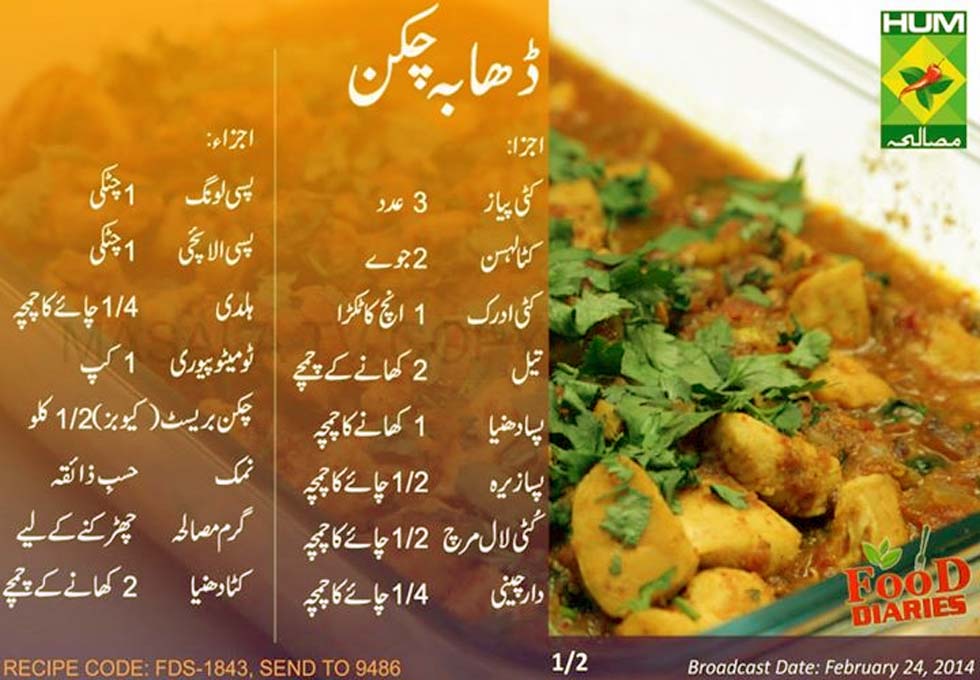 ڈھابہ چکن
HUM
مصالحہ
اجزا:
کٹی پیاز 3 عدد
کٹا لہسن 2 جوے
کٹی ادرک 1 انچ کا ٹکڑا
تیل 2 کھانے کے چمچے
پسا دھنیا 1 کھانے کا چمچہ
پسا زیرہ 1/2 چائے کا چمچہ
کُٹی لال مرچ 1/2 چائے کا چمچہ
دارچینی 1/4 چائے کا چمچہ
اجزاء:
پسی لونگ 1 چٹکی
پسی الائچی 1 چٹکی
ہلدی 1/4 چائے کا چمچہ
ٹومیٹو پیوری 1 کپ
چکن بریسٹ (کیوبز) 1/2 کلو
نمک حسبِ ذائقہ
گرم مصالحہ چھڑکنے کے لیے
کٹا دھنیا 2 کھانے کے چمچے
MASALA TV
FOOD
DIARIES
RECIPE CODE: FDS-1843, SEND TO 9486
1/2
Broadcast Date: February 24, 2014